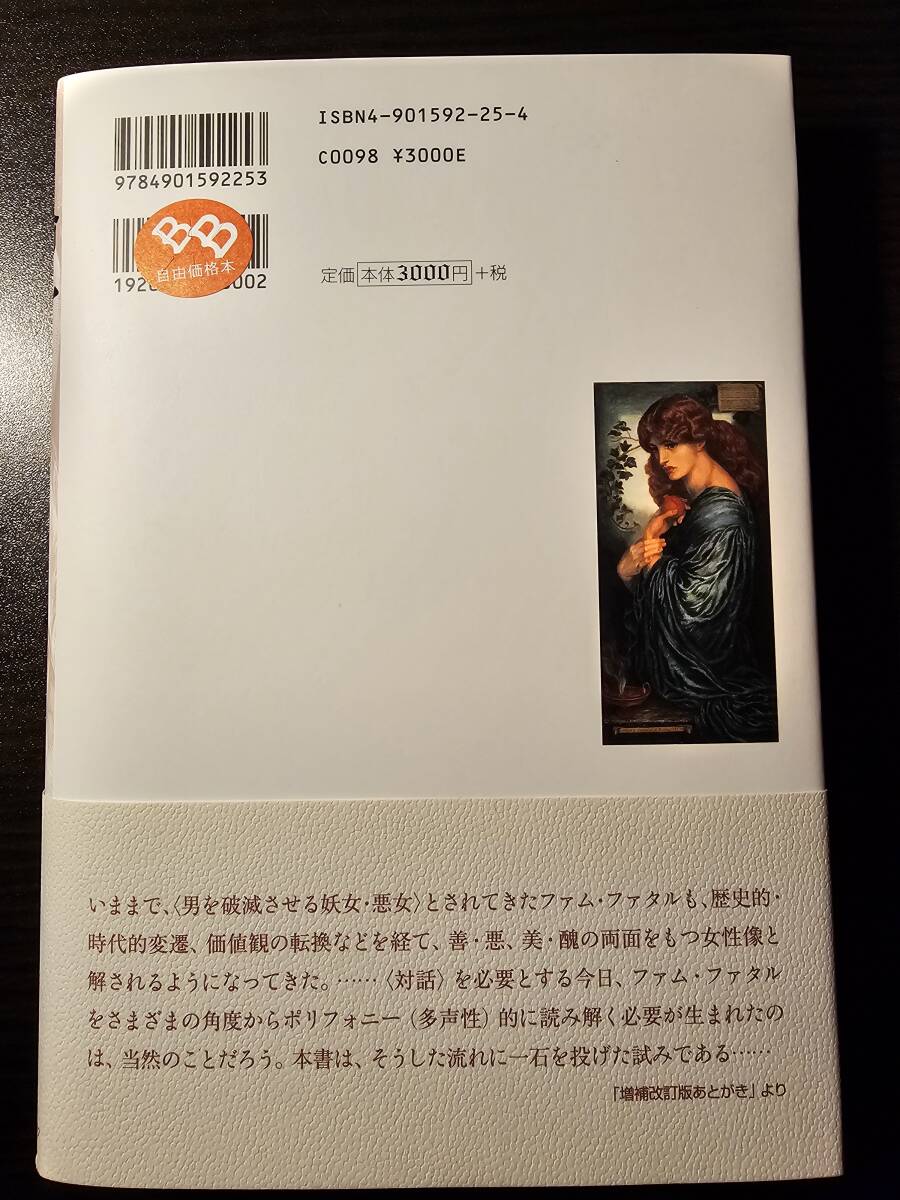 ISBN4-901592-25-4
9784901592253
C0098 ¥3000E
BB
自由価格本
192 002
定価 本体3000円 +税
いままで、〈男を破滅させる妖女・悪女〉とされてきたファム・ファタルも、歴史的・
時代的変遷、価値観の転換などを経て、善・悪、美・醜の両面をもつ女性像と
解されるようになってきた。……〈対話〉を必要とする今日、ファム・ファタル
をさまざまの角度からポリフォニー（多声性）的に読み解く必要が生まれたの
は、当然のことだろう。本書は、そうした流れに一石を投げた試みである……
「増補改訂版あとがき」より